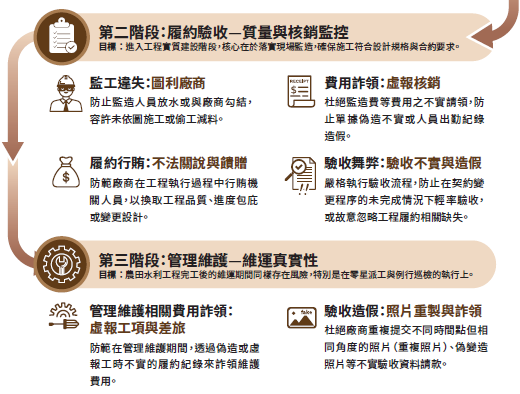 第二階段：履約驗收—質量與核銷監控
目標：進入工程實質建設階段，核心在於落實現場監造，確保施工符合設計規格與合約要求。
監工違失：圖利廠商
防止監造人員放水或與廠商勾結，
容許未依圖施工或偷工減料。
RECEIPT
費用詐領：虛報核銷
杜絕監造費等費用之不實請領，防
止單據偽造不實或人員出勤紀錄
造假。
履約行賄：不法關說與饋贈
防範廠商在工程執行過程中行賄機
關人員，以換取工程品質、進度包庇
或變更設計。
驗收舞弊：驗收不實與造假
嚴格執行驗收流程，防止在契約變
更程序的未完成情況下輕率驗收，
或故意忽略工程履約相關缺失。
第三階段：管理維護—維運真實性
目標：農田水利工程完工後的維運期間同樣存在風險，特別是在零星派工與例行巡檢的執行上。
管理維護相關費用詐領：
虛報工項與差旅
防範在管理維護期間，透過偽造或虛
報工時不實的履約紀錄來詐領維護
費用。
fake
驗收造假：照片重製與詐領
杜絕廠商重複提交不同時間點但相
同角度的照片（重複照片）、偽變造
照片等不實驗收資料請款。